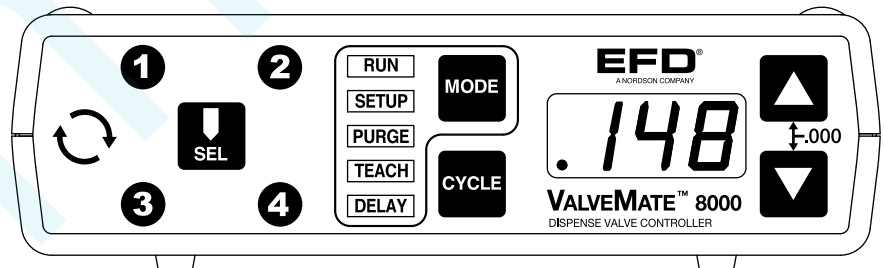 1
2
SEL
3
4
RUN
SETUP
PURGE
TEACH
DELAY
MODE
CYCLE
EFD®
A NORDSON COMPANY
.148
VALVEMATE™ 8000
DISPENSE VALVE CONTROLLER
.000